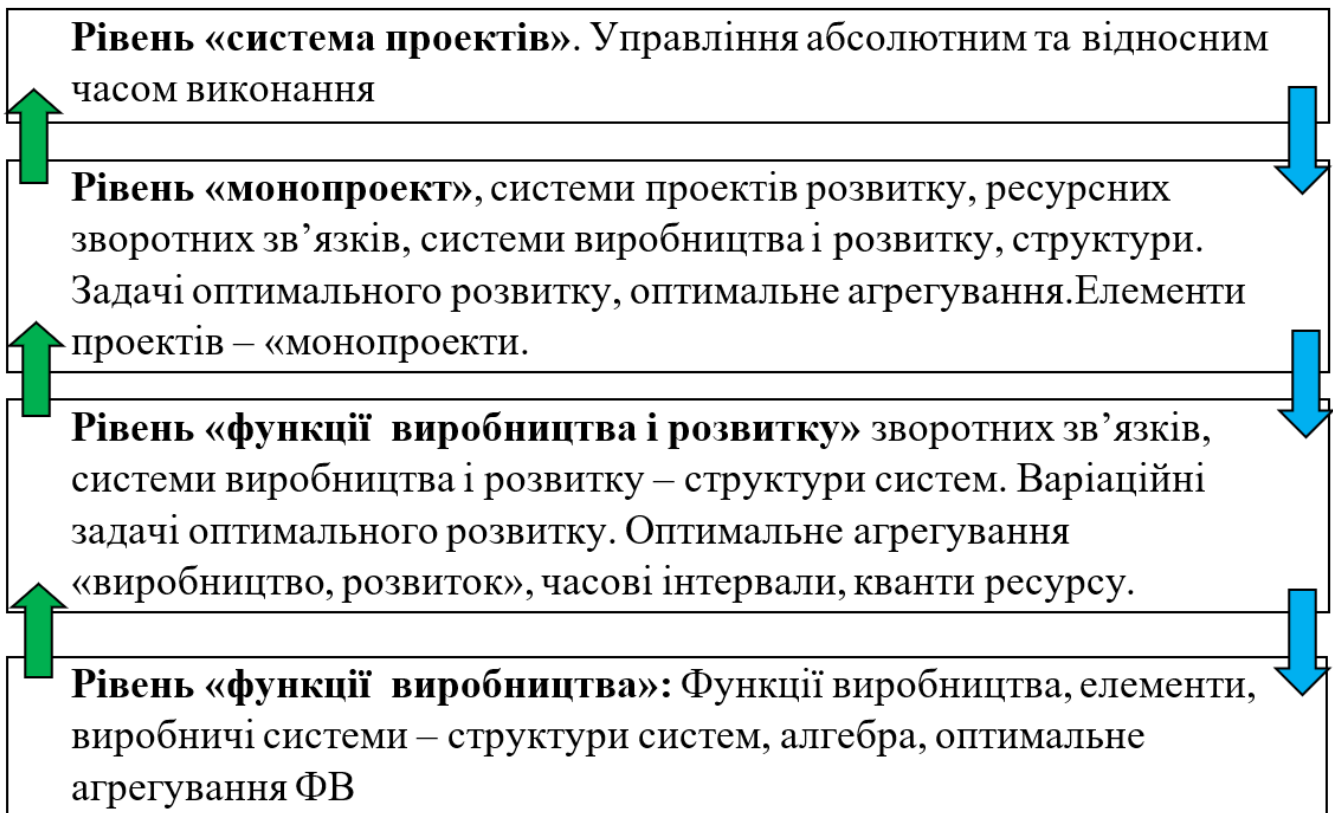 Рівень «система проектів». Управління абсолютним та відносним
часом виконання
Рівень «монопроект», системи проектів розвитку, ресурсних
зворотних зв’язків, системи виробництва і розвитку, структури.
Задачі оптимального розвитку, оптимальне агрегування.Елементи
проектів – «монопроекти.
Рівень «функції виробництва і розвитку» зворотних зв’язків,
системи виробництва і розвитку – структури систем. Варіаційні
задачі оптимального розвитку. Оптимальне агрегування
«виробництво, розвиток», часові інтервали, кванти ресурсу.
Рівень «функції виробництва»: Функції виробництва, елементи,
виробничі системи – структури систем, алгебра, оптимальне
агрегування ФВ